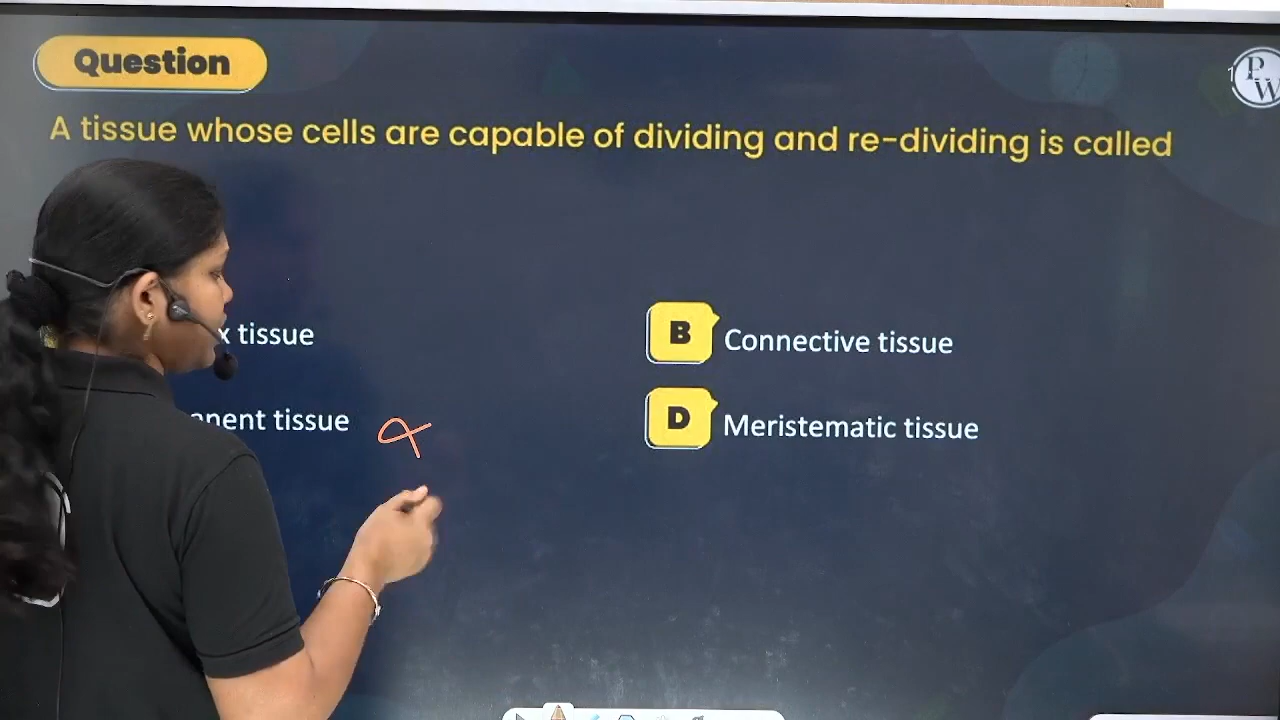 Question
P
W
A tissue whose cells are capable of dividing and re-dividing is called
x tissue
B Connective tissue
nent tissue
D Meristematic tissue